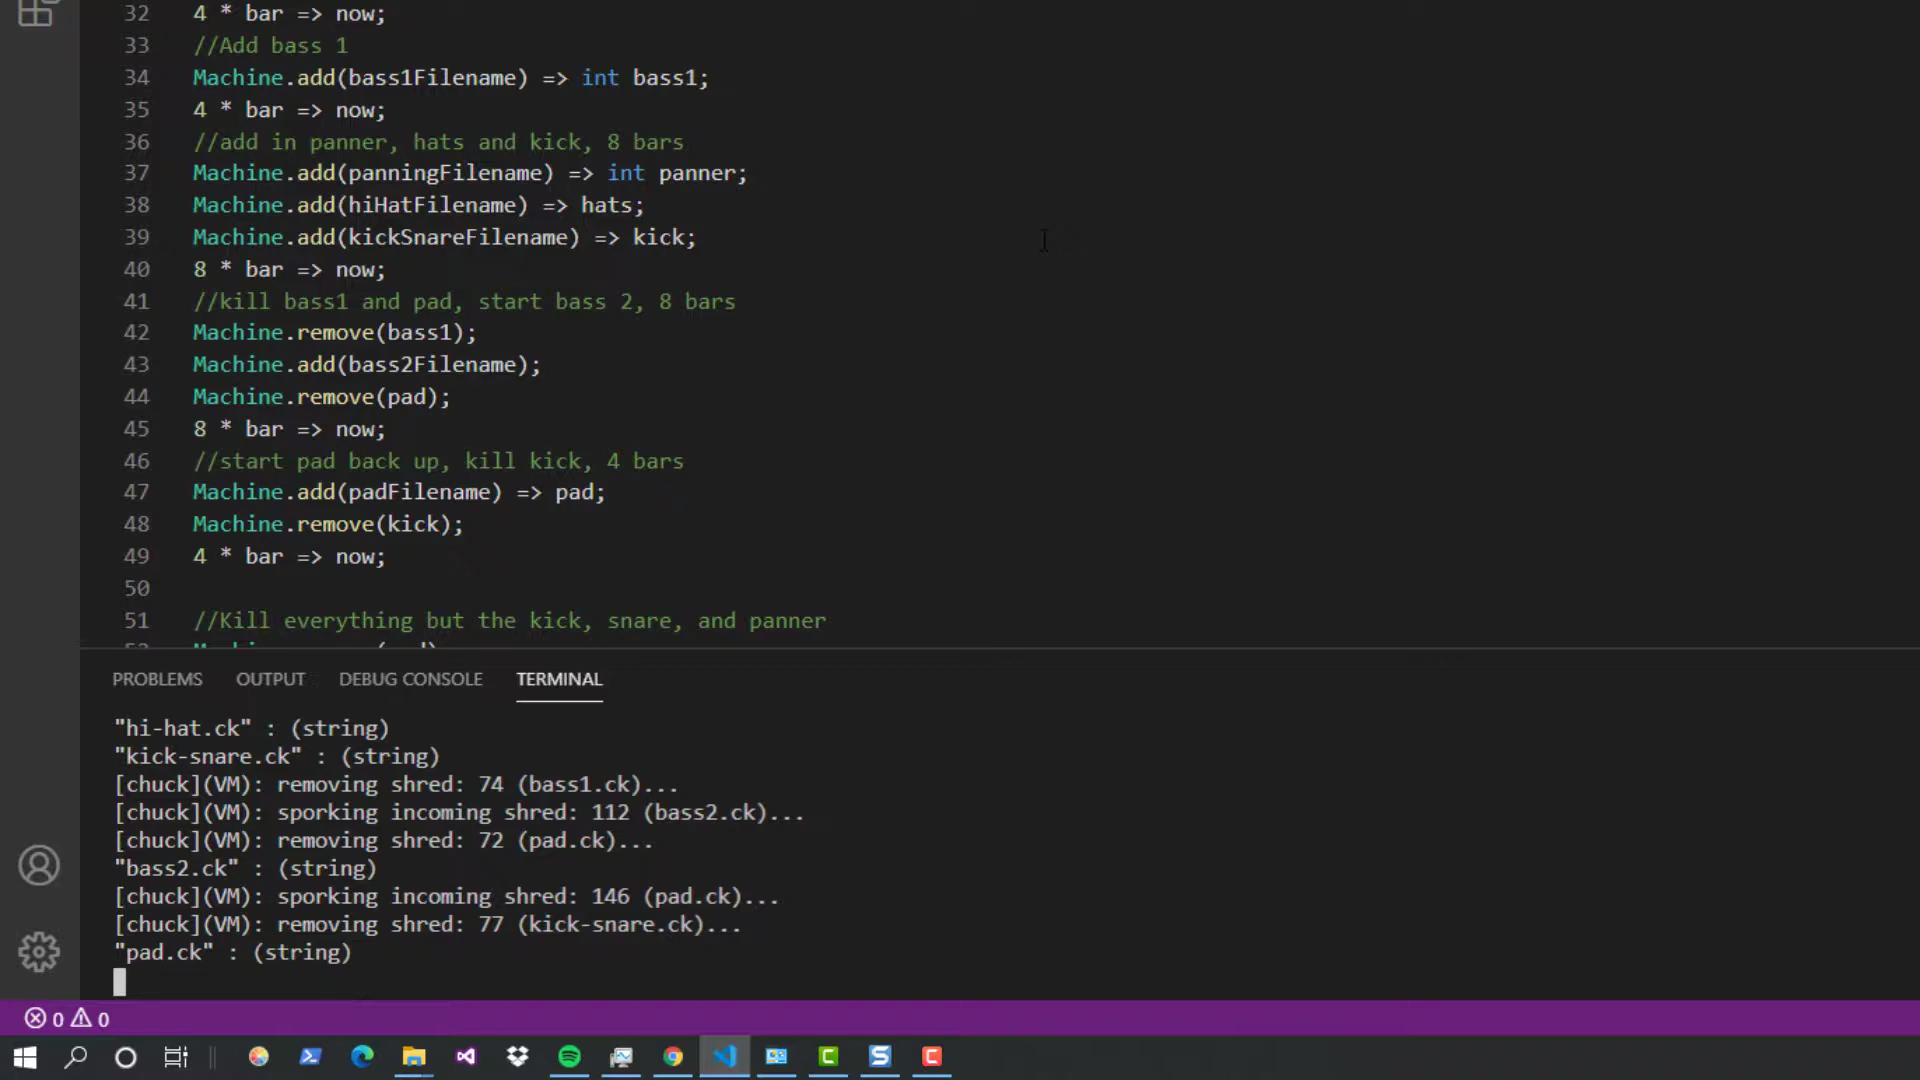 32 4 * bar => now;
33 //Add bass 1
34 Machine.add(bass1Filename) => int bass1;
35 4 * bar => now;
36 //add in panner, hats and kick, 8 bars
37 Machine.add(panningFilename) => int panner;
38 Machine.add(hiHatFilename) => hats;
39 Machine.add(kickSnareFilename) => kick;
40 8 * bar => now;
41 //kill bass1 and pad, start bass 2, 8 bars
42 Machine.remove(bass1);
43 Machine.add(bass2Filename);
44 Machine.remove(pad);
45 8 * bar => now;
46 //start pad back up, kill kick, 4 bars
47 Machine.add(padFilename) => pad;
48 Machine.remove(kick);
49 4 * bar => now;
50
51 //Kill everything but the kick, snare, and panner
PROBLEMS OUTPUT DEBUG CONSOLE TERMINAL
"hi-hat.ck" : (string)
"kick-snare.ck" : (string)
[chuck](VM): removing shred: 74 (bass1.ck)...
[chuck](VM): sporking incoming shred: 112 (bass2.ck)...
[chuck](VM): removing shred: 72 (pad.ck)...
"bass2.ck" : (string)
[chuck](VM): sporking incoming shred: 146 (pad.ck)...
[chuck](VM): removing shred: 77 (kick-snare.ck)...
"pad.ck" : (string)
0 0